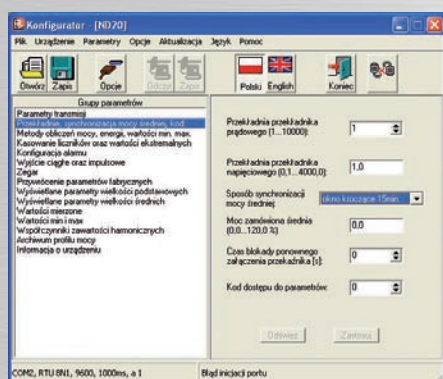 Konfigurator - [ND20]
Plik Urządzenie Parametry Opcje Aktualizacja Język Pomoc
Otwórz Zapis Opcje Odczyt Zapis Polski English Koniec
Grupy parametrów
Parametry transmisji
Przekładnie, synchronizacja mocy średniej, kod
Metody obliczeń mocy, energii, wartości min. max.
Kasowanie liczników oraz wartości ekstremalnych
Konfiguracja alarmu
Wyjście ciągłe oraz impulsowe
Zegar
Przywrócenie parametrów fabrycznych
Wyświetlane parametry wielkości podstawowych
Wyświetlane parametry wielkości średnich
Wartości mierzone
Wartości min i max
Współczynniki zawartości harmonicznych
Archiwum profilu mocy
Informacja o urządzeniu
Przekładnia przekładnika
prądowego [1...10000]:
1
Przekładnia przekładnika
napięciowego (0,1...4000,0):
1,0
Sposób synchronizacji
mocy średniej:
okno kroczące 15min.
Moc zamówiona średnia
(0,0...120,0 %)
0,0
Czas blokady ponownego
załączenia przekaźnika [s]:
0
Kod dostępu do parametrów:
0
Odśwież Zastosuj
COM2, RTU 8N1, 9600, 1000ms, a 1 Błąd inicjacji portu